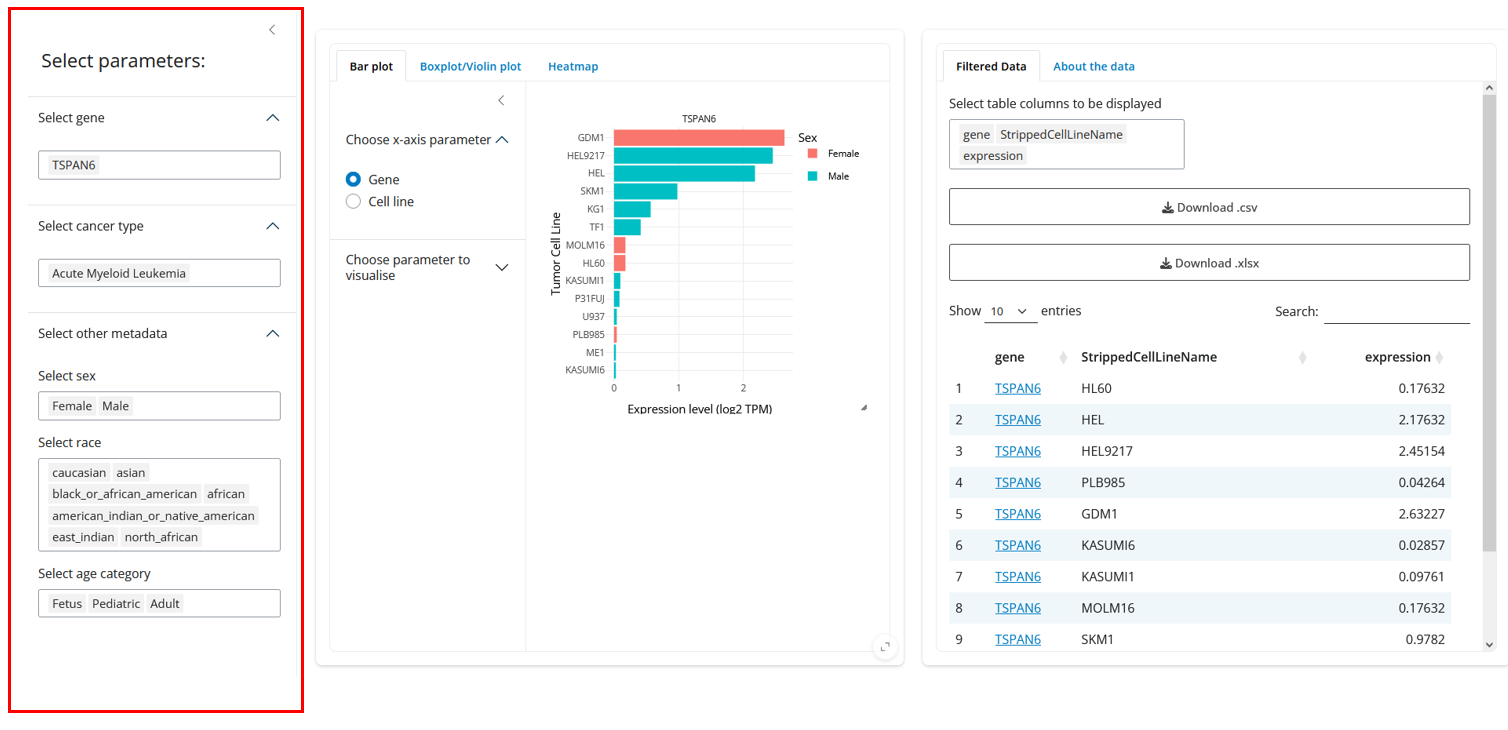 Select parameters:
Select gene
TSPAN6
Select cancer type
Acute Myeloid Leukemia
Select other metadata
Select sex
Female Male
Select race
caucasian asian
black_or_african_american african
american_indian_or_native_american
east_indian north_african
Select age category
Fetus Pediatric Adult
Bar plot Boxplot/Violin plot Heatmap
Choose x-axis parameter
Gene
Cell line
Choose parameter to
visualise
TSPAN6
Tumor Cell Line
GDM1
HEL9217
HEL
SKM1
KG1
TF1
MOLM16
HL60
KASUMI1
P31FUJ
U937
PLB985
ME1
KASUMI6
0 1 2
Expression level (log2 TPM)
Sex
Female
Male
Filtered Data About the data
Select table columns to be displayed
gene StrippedCellLineName
expression
Download .csv
Download .xlsx
Show 10 entries Search:
gene StrippedCellLineName expression
1 TSPAN6 HL60 0.17632
2 TSPAN6 HEL 2.17632
3 TSPAN6 HEL9217 2.45154
4 TSPAN6 PLB985 0.04264
5 TSPAN6 GDM1 2.63227
6 TSPAN6 KASUMI6 0.02857
7 TSPAN6 KASUMI1 0.09761
8 TSPAN6 MOLM16 0.17632
9 TSPAN6 SKM1 0.9782